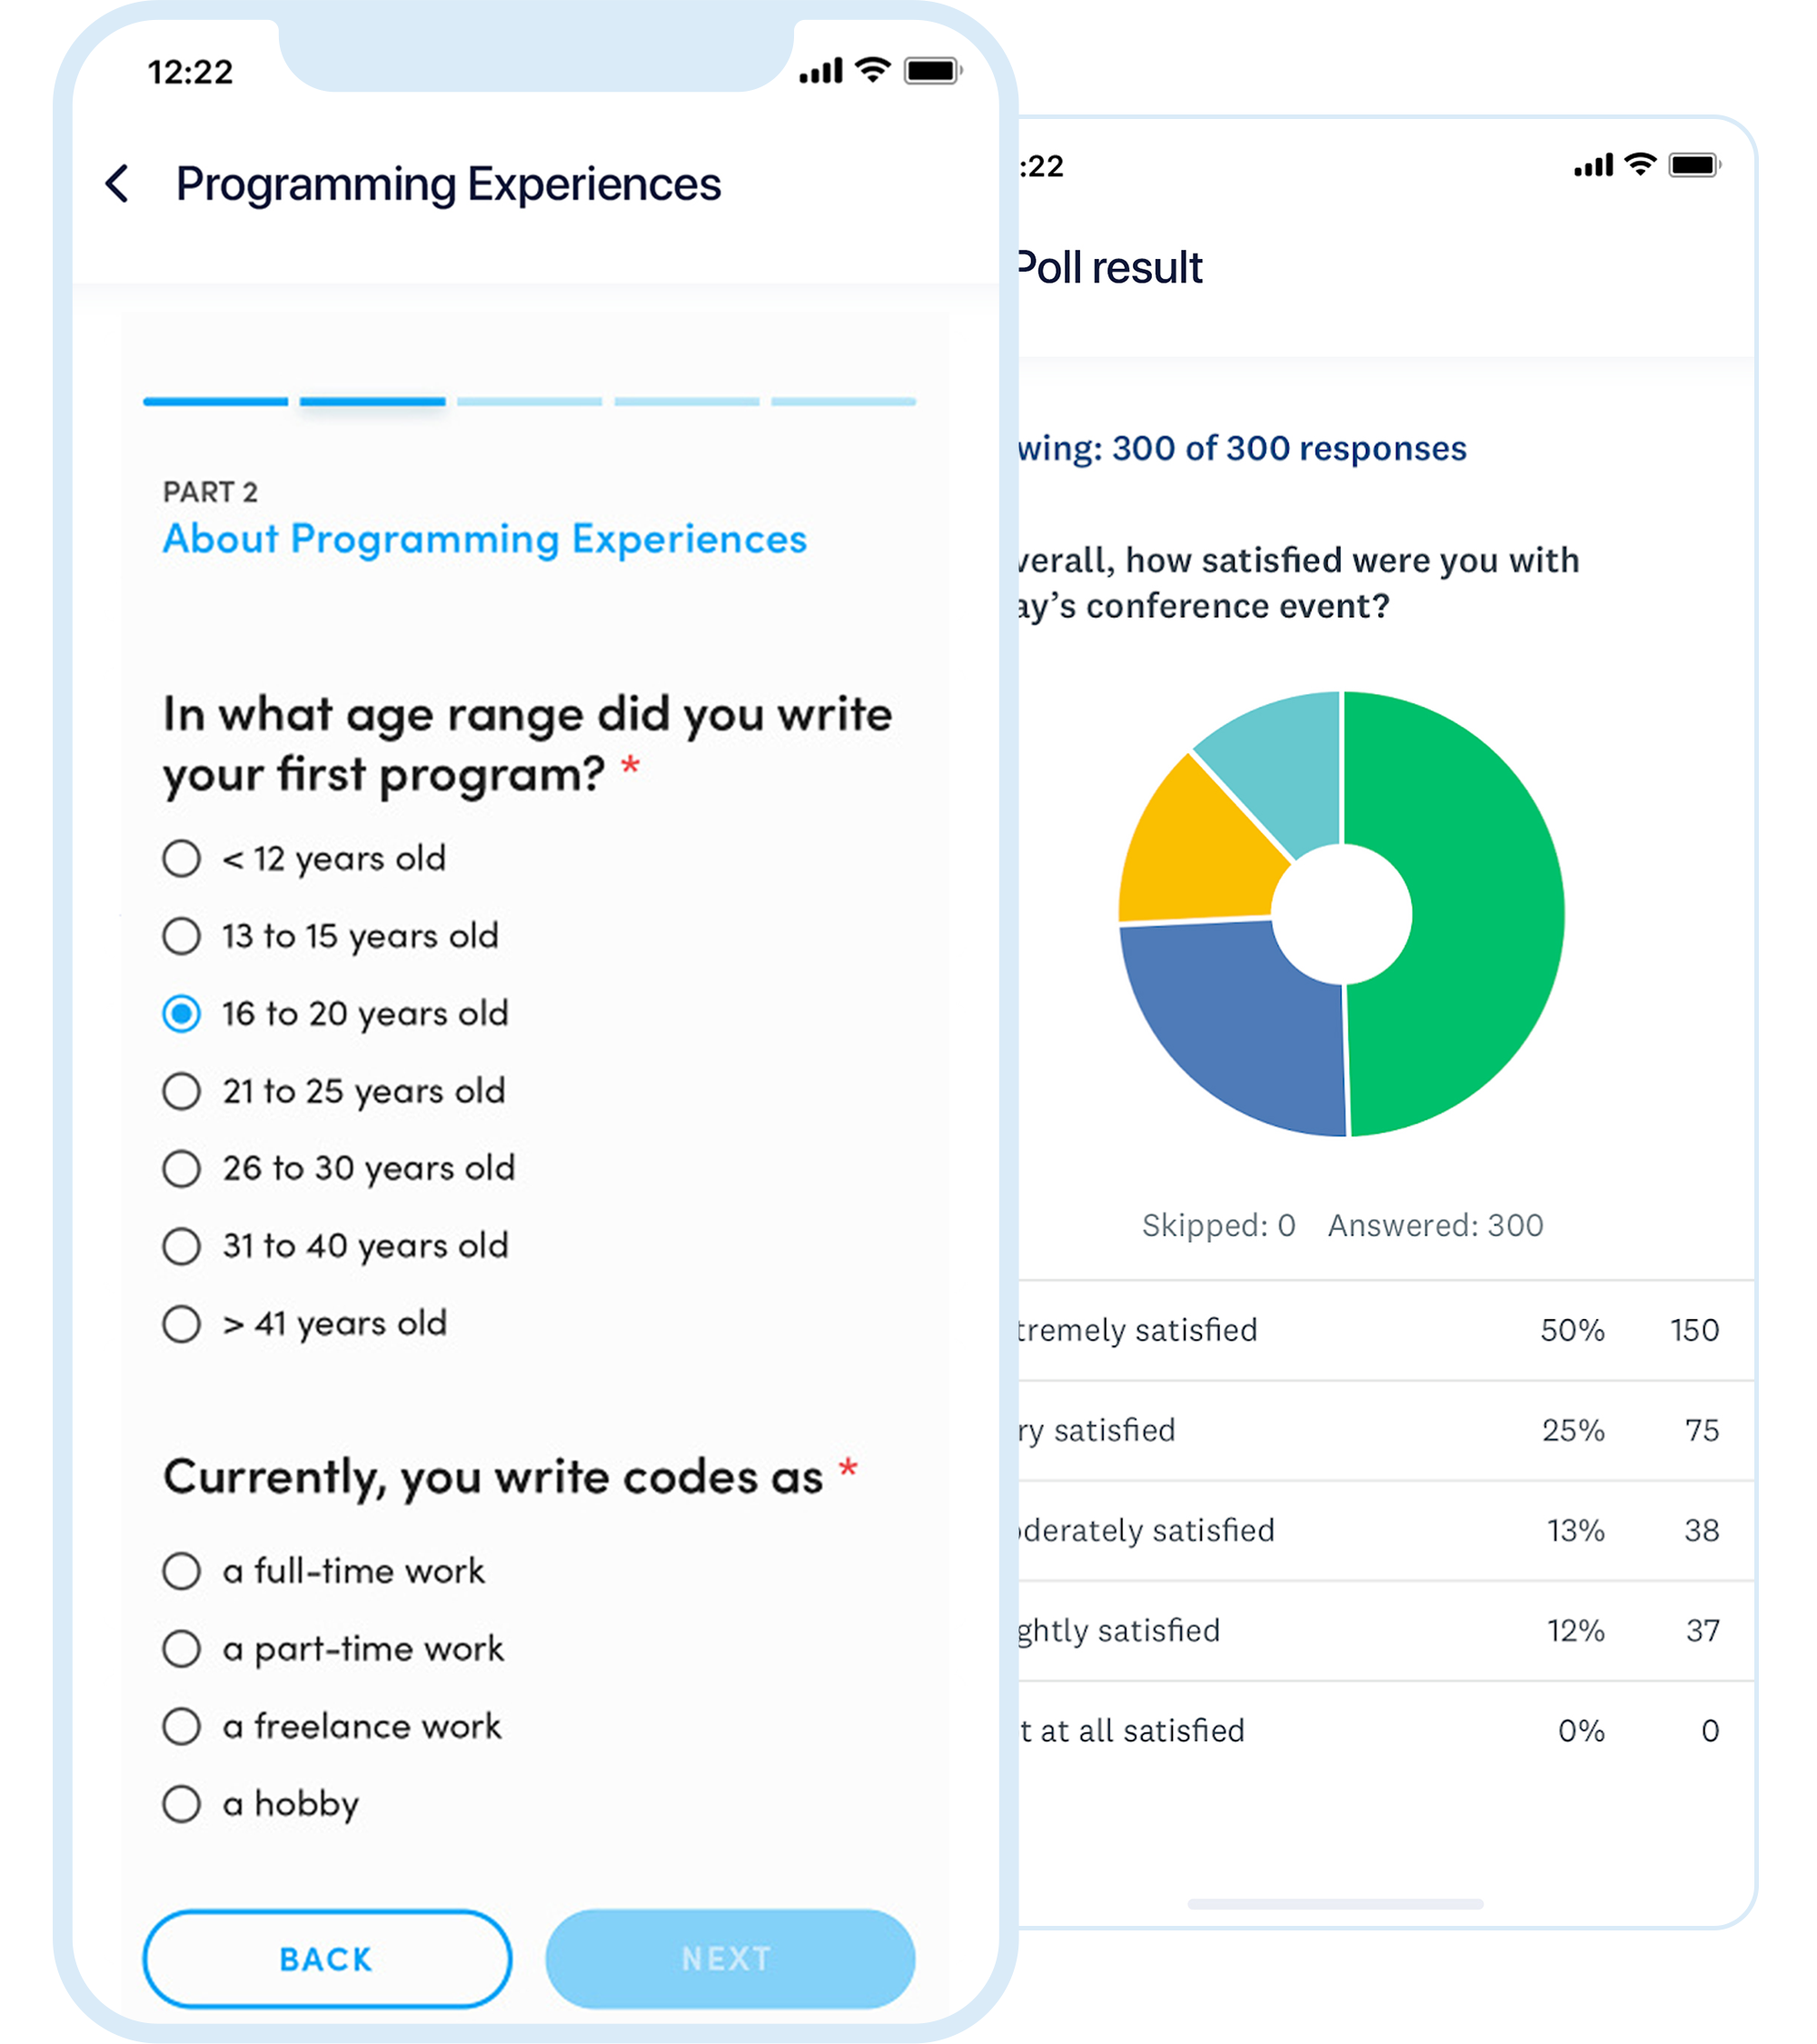 12:22
Programming Experiences
PART 2
About Programming Experiences
In what age range did you write
your first program? *
< 12 years old
13 to 15 years old
16 to 20 years old
21 to 25 years old
26 to 30 years old
31 to 40 years old
> 41 years old
Currently, you write codes as *
a full-time work
a part-time work
a freelance work
a hobby
BACK
NEXT
:22
Poll result
wing: 300 of 300 responses
verall, how satisfied were you with
ay’s conference event?
Skipped: 0 Answered: 300
tremely satisfied 50% 150
ry satisfied 25% 75
oderately satisfied 13% 38
ghtly satisfied 12% 37
t at all satisfied 0% 0